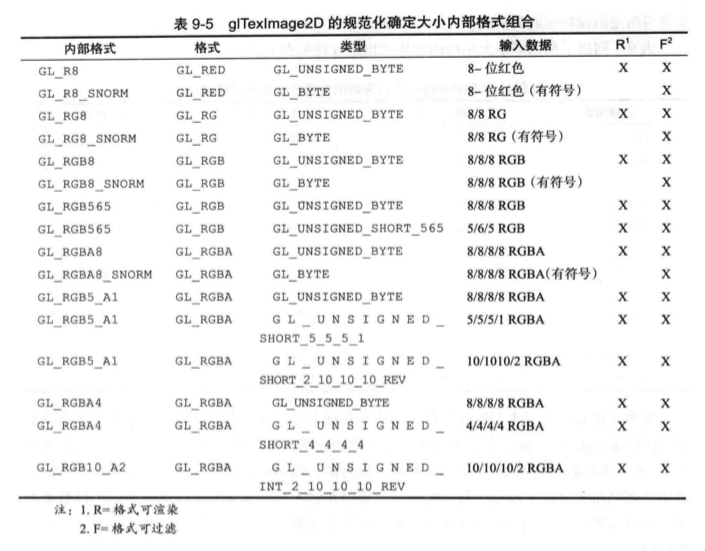 表 9-5 glTexImage2D 的规范化确定大小内部格式组合
内部格式 格式 类型 输入数据 R1 F2
GL_R8 GL_RED GL_UNSIGNED_BYTE 8- 位红色 X X
GL_R8_SNORM GL_RED GL_BYTE 8- 位红色 (有符号) X
GL_RG8 GL_RG GL_UNSIGNED_BYTE 8/8 RG X X
GL_RG8_SNORM GL_RG GL_BYTE 8/8 RG (有符号) X
GL_RGB8 GL_RGB GL_UNSIGNED_BYTE 8/8/8 RGB X X
GL_RGB8_SNORM GL_RGB GL_BYTE 8/8/8 RGB (有符号) X
GL_RGB565 GL_RGB GL_UNSIGNED_BYTE 8/8/8 RGB X X
GL_RGB565 GL_RGB GL_UNSIGNED_SHORT_565 5/6/5 RGB X X
GL_RGBA8 GL_RGBA GL_UNSIGNED_BYTE 8/8/8/8 RGBA X X
GL_RGBA8_SNORM GL_RGBA GL_BYTE 8/8/8/8 RGBA(有符号) X
GL_RGB5_A1 GL_RGBA GL_UNSIGNED_BYTE 8/8/8/8 RGBA X X
GL_RGB5_A1 GL_RGBA GL_UNSIGNED_ 5/5/5/1 RGBA X X
SHORT_5_5_5_1
GL_RGB5_A1 GL_RGBA GL_UNSIGNED_ 10/1010/2 RGBA X X
SHORT_2_10_10_10_REV
GL_RGBA4 GL_RGBA GL_UNSIGNED_BYTE 8/8/8/8 RGBA X X
GL_RGBA4 GL_RGBA GL_UNSIGNED_ 4/4/4/4 RGBA X X
SHORT_4_4_4_4
GL_RGB10_A2 GL_RGBA GL_UNSIGNED_ 10/10/10/2 RGBA X X
INT_2_10_10_10_REV
注：1. R= 格式可渲染
2. F= 格式可过滤